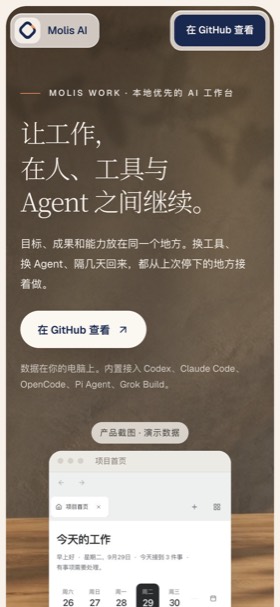 Molis AI
在 GitHub 查看
MOLIS WORK · 本地优先的 AI 工作台
让工作，
在人、工具与
Agent 之间继续。
目标、成果和能力放在同一个地方。换工具、
换 Agent、隔几天回来，都从上次停下的地方接
着做。
在 GitHub 查看
数据在你的电脑上。内置接入 Codex、Claude Code、
OpenCode、Pi Agent、Grok Build。
产品截图 · 演示数据
项目首页
项目首页
今天的工作
早上好 · 星期二，9月29日 · 今天接到 3 件事 ·
有事项需要处理。
周六 周日 周一 周二 周三
26 27 28 29 30